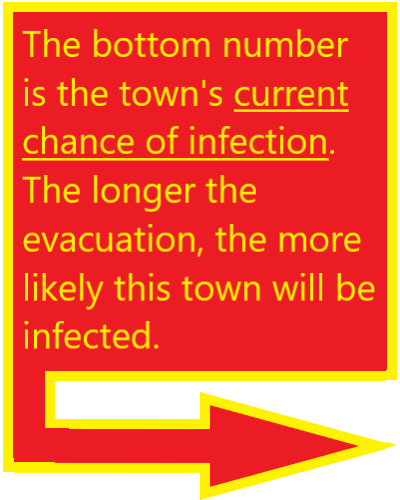 The bottom number
is the town's current
chance of infection.
The longer the
evacuation, the more
likely this town will be
infected.